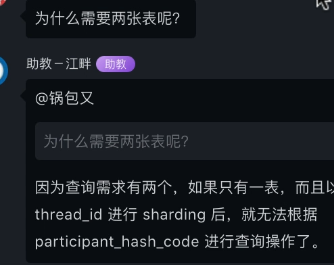 为什么需要两张表呢?
助教－江畔 助教
@锅包又
为什么需要两张表呢？
因为查询需求有两个，如果只有一表，而且以
thread_id 进行 sharding 后，就无法根据
participant_hash_code 进行查询操作了。